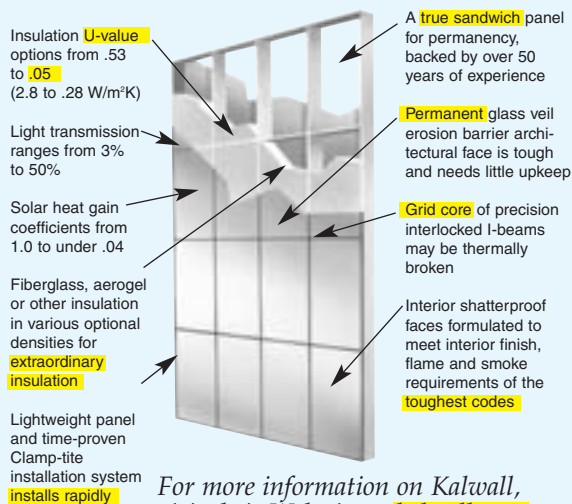 Insulation U-value
options from .53
to .05
(2.8 to .28 W/m²K)
Light transmission
ranges from 3%
to 50%
Solar heat gain
coefficients from
1.0 to under .04
Fiberglass, aerogel
or other insulation
in various optional
densities for
extraordinary
insulation
Lightweight panel
and time-proven
Clamp-tite
installation system
installs rapidly
A true sandwich panel
for permanency,
backed by over 50
years of experience
Permanent glass veil
erosion barrier archi-
tectural face is tough
and needs little upkeep
Grid core of precision
interlocked I-beams
may be thermally
broken
Interior shatterproof
faces formulated to
meet interior finish,
flame and smoke
requirements of the
toughest codes
For more information on Kalwall,